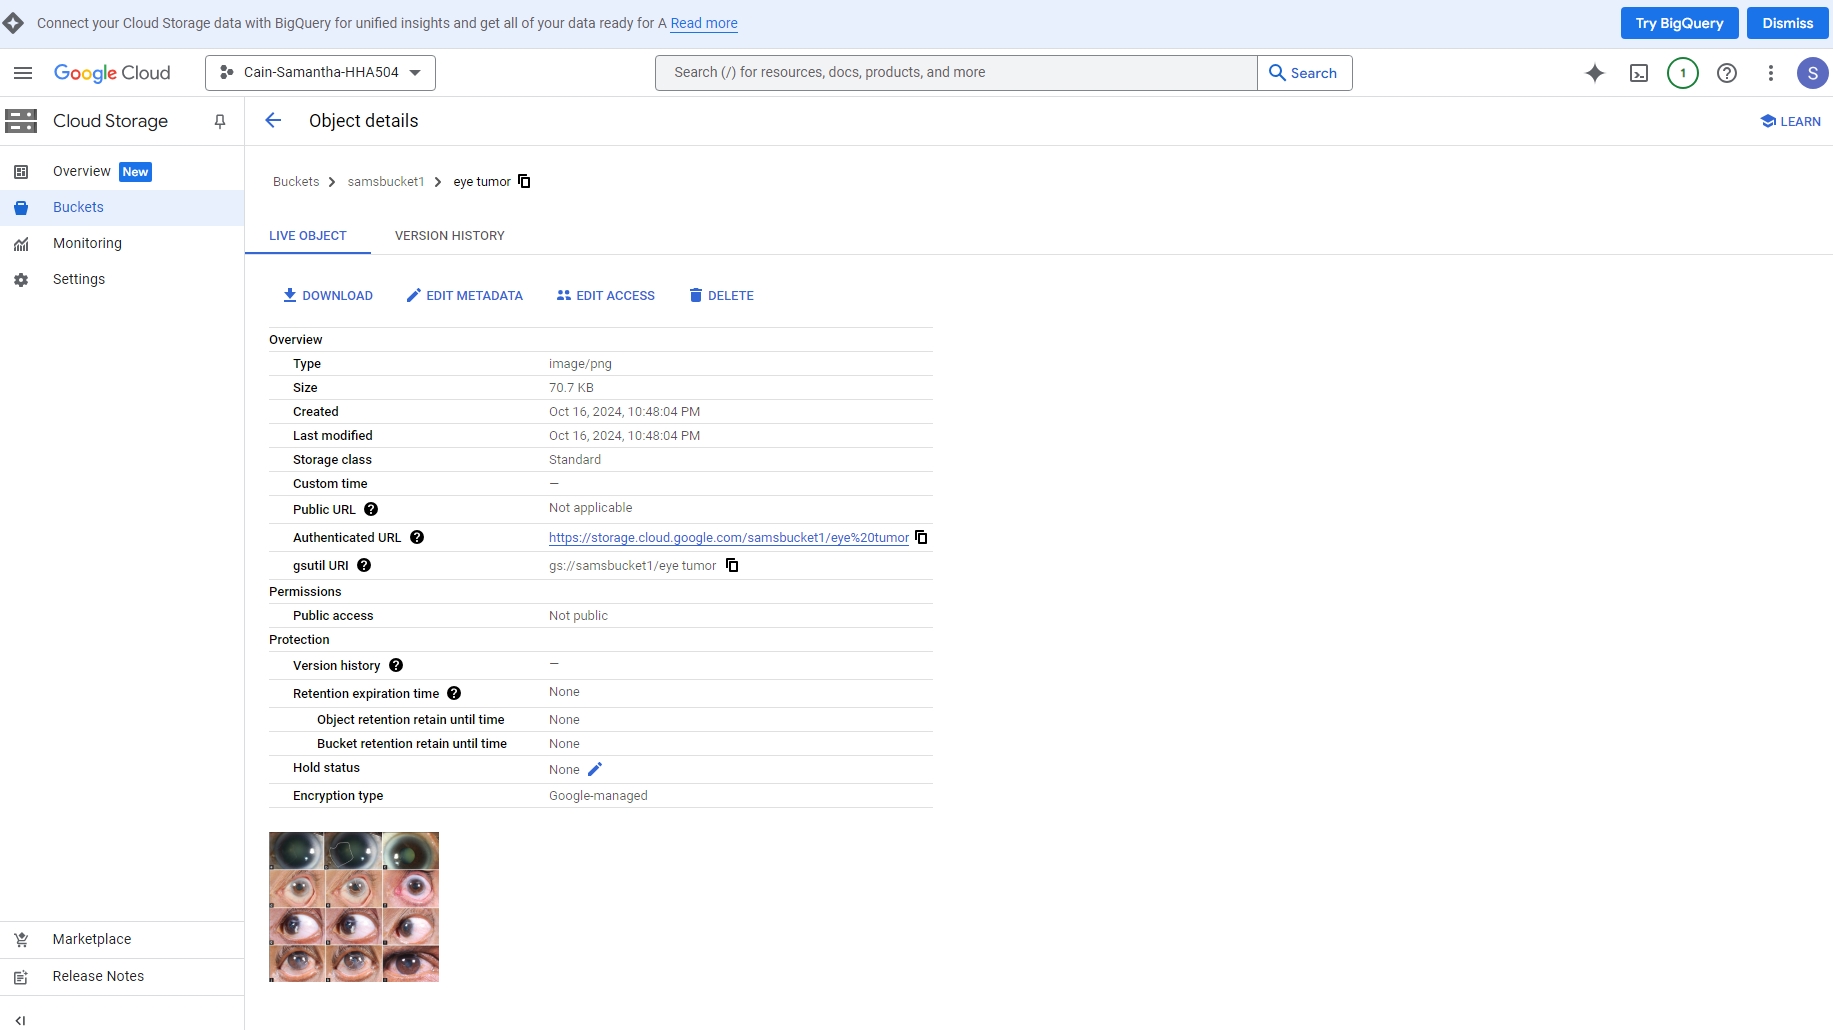 Connect your Cloud Storage data with BigQuery for unified insights and get all of your data ready for A Read more
Try BigQuery
Dismiss
Google Cloud
Cain-Samantha-HHA504
Search (/) for resources, docs, products, and more
Search
1
S
Cloud Storage
Object details
LEARN
Overview New
Buckets
Monitoring
Settings
Buckets > samsbucket1 > eye tumor
LIVE OBJECT
VERSION HISTORY
DOWNLOAD
EDIT METADATA
EDIT ACCESS
DELETE
Overview
Type image/png
Size 70.7 KB
Created Oct 16, 2024, 10:48:04 PM
Last modified Oct 16, 2024, 10:48:04 PM
Storage class Standard
Custom time —
Public URL Not applicable
Authenticated URL https://storage.cloud.google.com/samsbucket1/eye%20tumor
gsutil URI gs://samsbucket1/eye tumor
Permissions
Public access Not public
Protection
Version history —
Retention expiration time None
Object retention retain until time None
Bucket retention retain until time None
Hold status None
Encryption type Google-managed
Marketplace
Release Notes